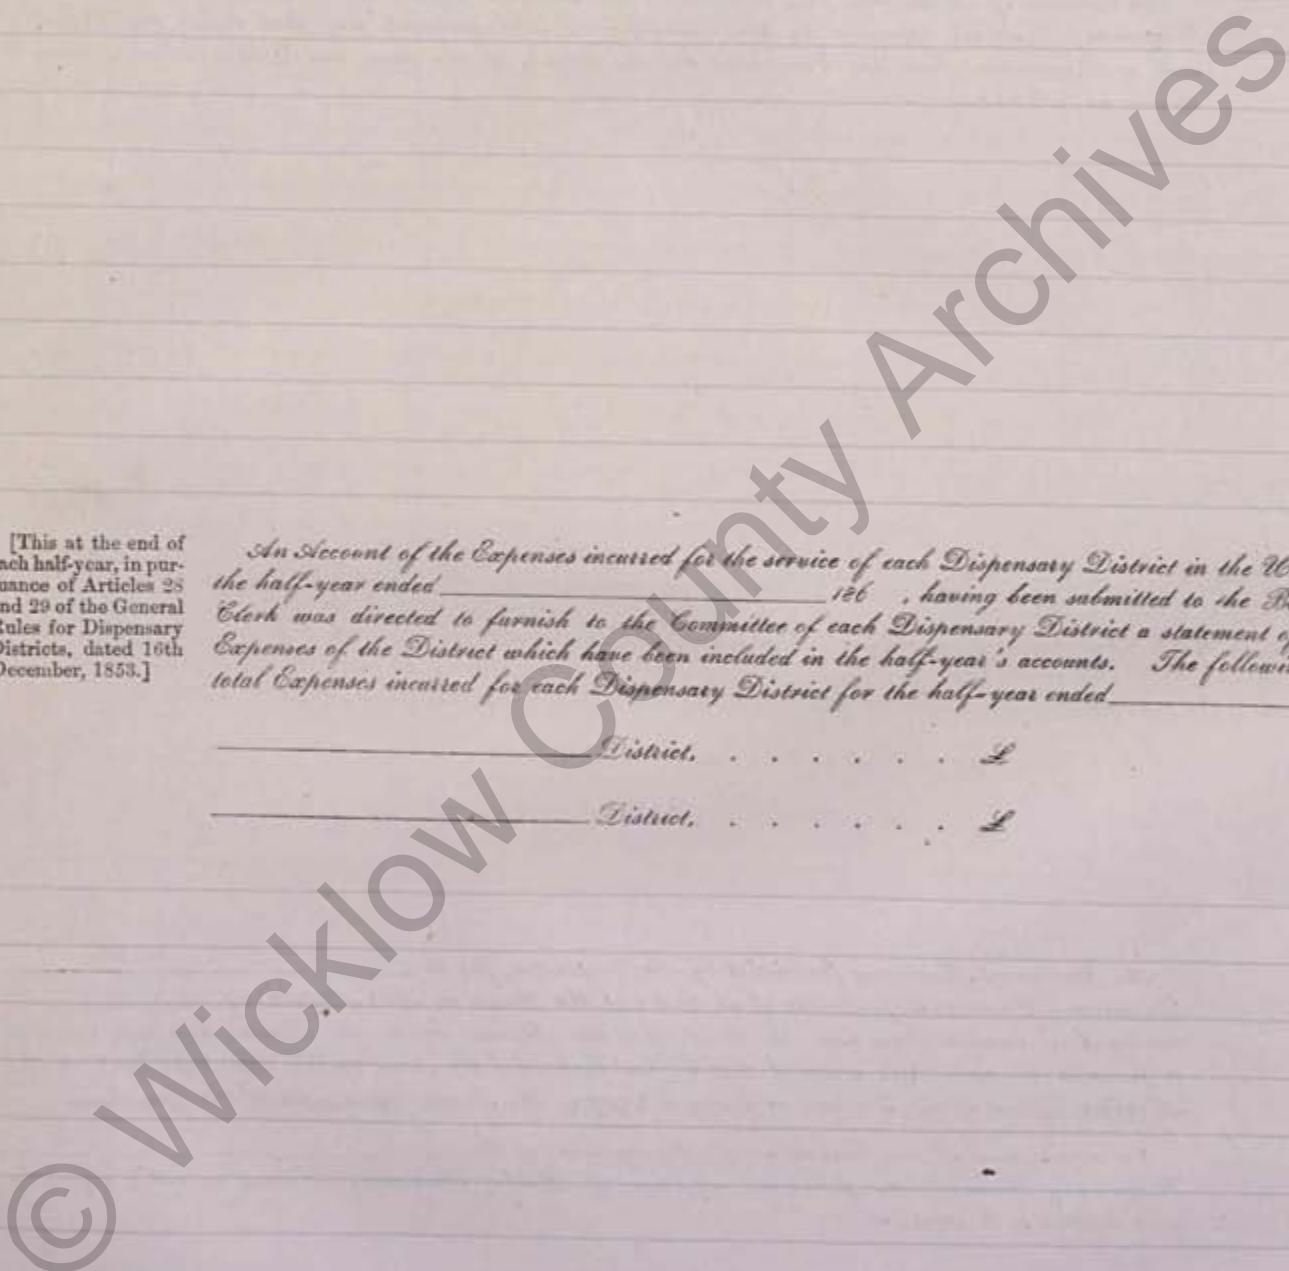 [This at the end of
ach half-year, in pur-
uance of Articles 28
nd 29 of the General
Rules for Dispensary
Districts, dated 16th
December, 1853.]
An Account of the Expenses incurred for the service of each Dispensary District in the U
the half-year ended 186 , having been submitted to the B
Clerk was directed to furnish to the Committee of each Dispensary District a statement of
Expenses of the District which have been included in the half-year's accounts. The followi
total Expenses incurred for each Dispensary District for the half-year ended
District. . . . . . . £
District. . . . . . . £
© Wicklow County Archives